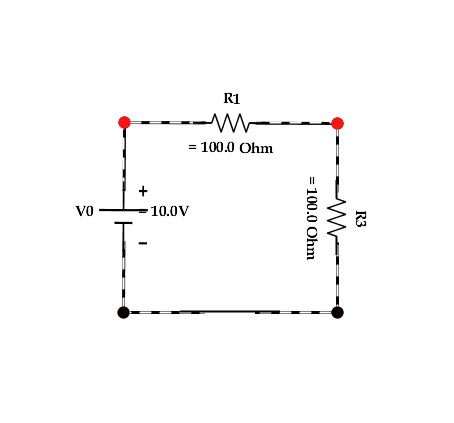 R1
= 100.0 Ohm
+
V0 = 10.0V
−
R3
= 100.0 Ohm